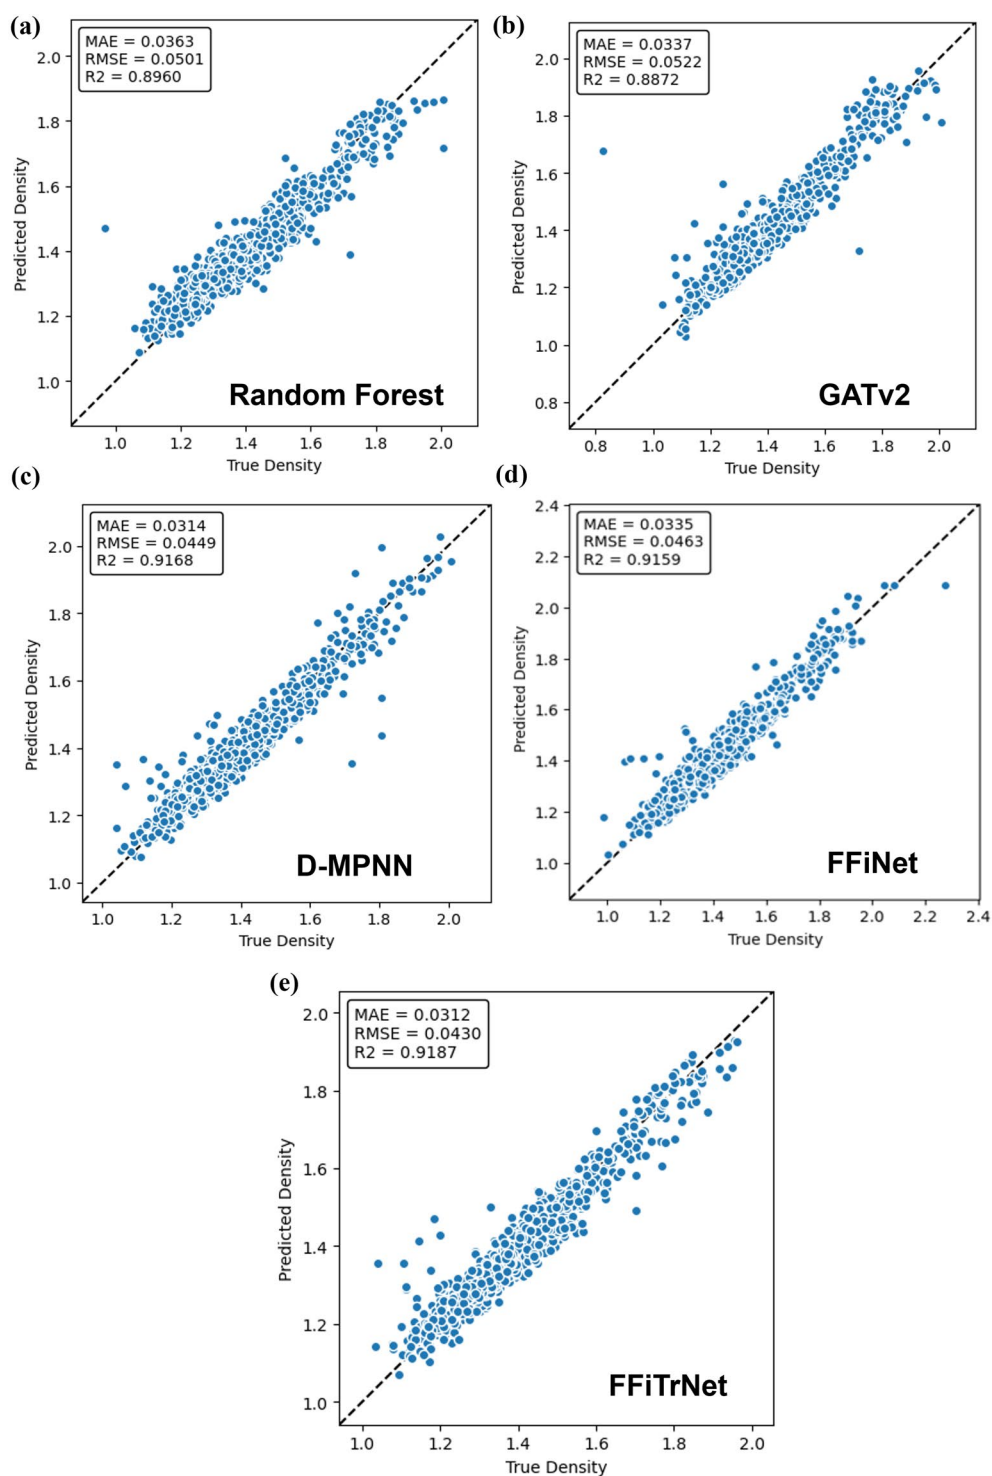 (a)
MAE = 0.0363
RMSE = 0.0501
R2 = 0.8960
2.0
1.8
1.6
1.4
1.2
1.0
Predicted Density
Random Forest
1.0 1.2 1.4 1.6 1.8 2.0
True Density
(b)
MAE = 0.0337
RMSE = 0.0522
R2 = 0.8872
2.0
1.8
1.6
1.4
1.2
1.0
0.8
Predicted Density
GATv2
0.8 1.0 1.2 1.4 1.6 1.8 2.0
True Density
(c)
MAE = 0.0314
RMSE = 0.0449
R2 = 0.9168
2.0
1.8
1.6
1.4
1.2
1.0
Predicted Density
D-MPNN
1.0 1.2 1.4 1.6 1.8 2.0
True Density
(d)
MAE = 0.0335
RMSE = 0.0463
R2 = 0.9159
2.4
2.2
2.0
1.8
1.6
1.4
1.2
1.0
Predicted Density
FFiNet
1.0 1.2 1.4 1.6 1.8 2.0 2.2 2.4
True Density
(e)
MAE = 0.0312
RMSE = 0.0430
R2 = 0.9187
2.0
1.8
1.6
1.4
1.2
1.0
Predicted Density
FFiTrNet
1.0 1.2 1.4 1.6 1.8 2.0
True Density